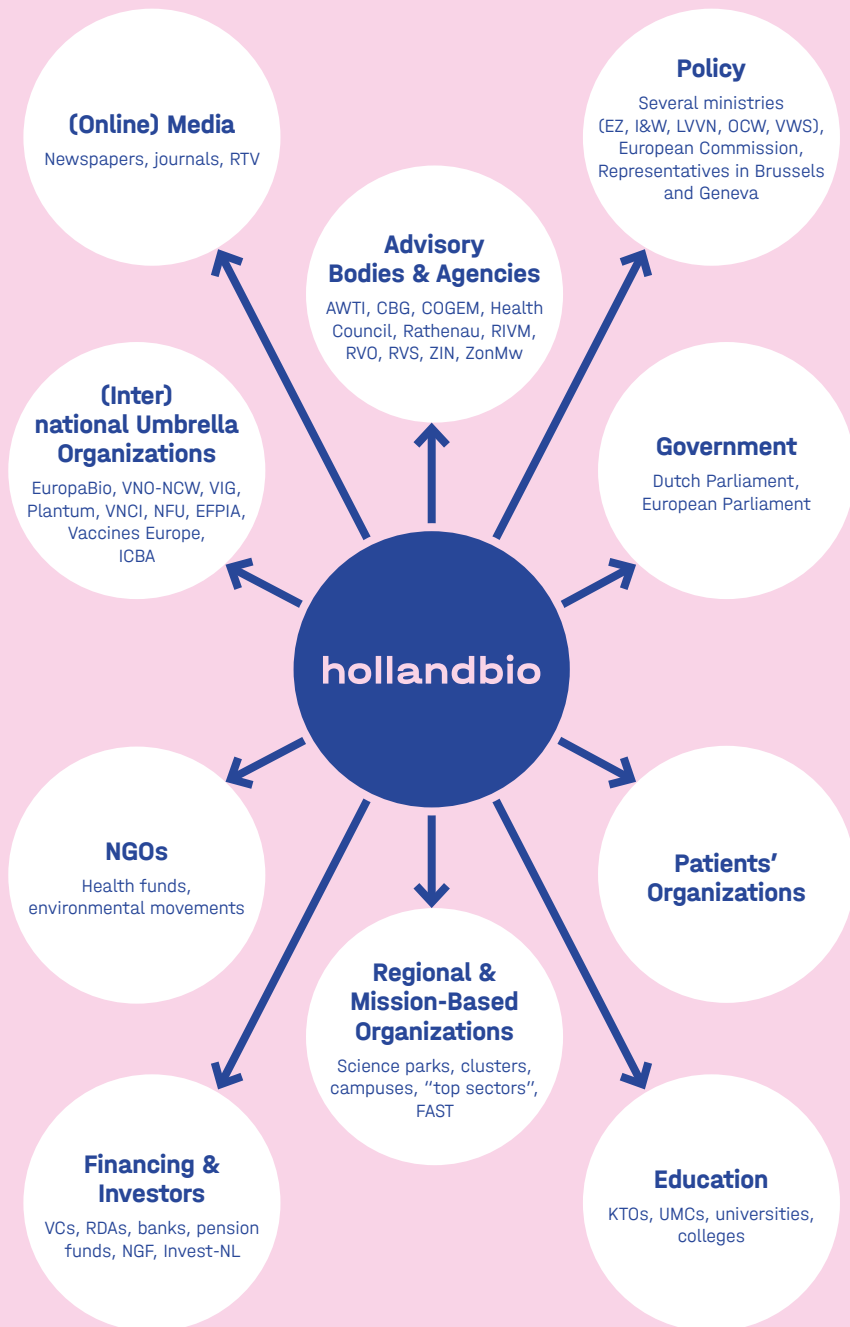 (Online) Media
Newspapers, journals, RTV
Policy
Several ministries
(EZ, I&W, LVVN, OCW, VWS),
European Commission,
Representatives in Brussels
and Geneva
Advisory
Bodies & Agencies
AWTI, CBG, COGEM, Health
Council, Rathenau, RIVM,
RVO, RVS, ZIN, ZonMw
(Inter)
national Umbrella
Organizations
EuropaBio, VNO-NCW, VIG,
Plantum, VNCI, NFU, EFPIA,
Vaccines Europe,
ICBA
Government
Dutch Parliament,
European Parliament
hollandbio
NGOs
Health funds,
environmental movements
Patients’
Organizations
Regional &
Mission-Based
Organizations
Science parks, clusters,
campuses, “top sectors”,
FAST
Financing &
Investors
VCs, RDAs, banks, pension
funds, NGF, Invest-NL
Education
KTOs, UMCs, universities,
colleges